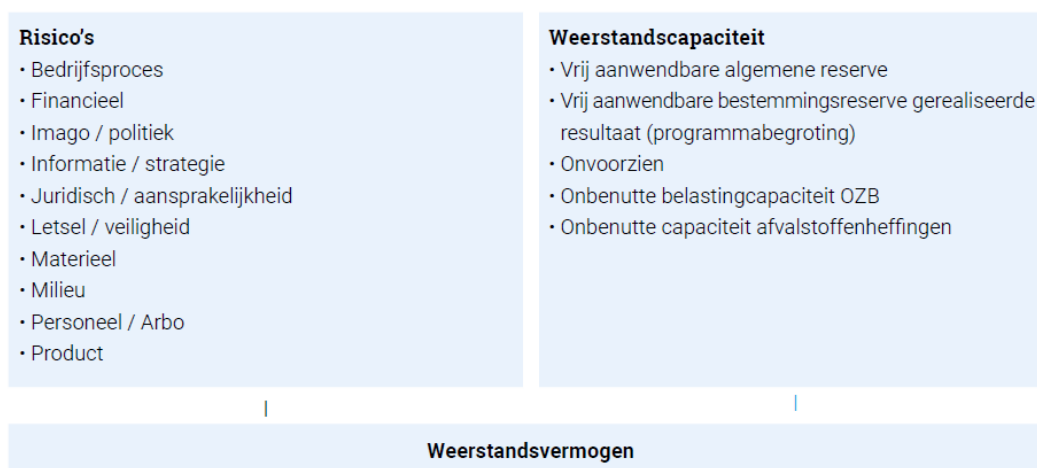 Risico's
• Bedrijfsproces
• Financieel
• Imago / politiek
• Informatie / strategie
• Juridisch / aansprakelijkheid
• Letsel / veiligheid
• Materieel
• Milieu
• Personeel / Arbo
• Product
Weerstandscapaciteit
• Vrij aanwendbare algemene reserve
• Vrij aanwendbare bestemmingsreserve gerealiseerde
resultaat (programmabegroting)
• Onvoorzien
• Onbenutte belastingcapaciteit OZB
• Onbenutte capaciteit afvalstoffenheffingen
Weerstandsvermogen